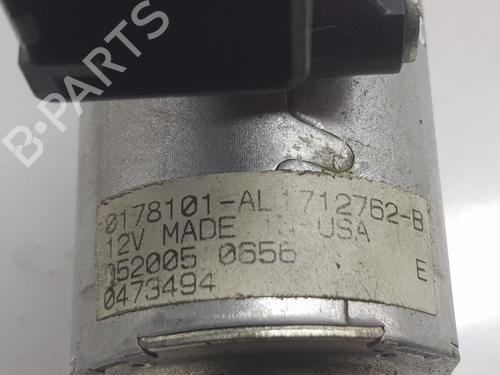 B-PARTS
0178101-AL 1712762-B
12V MADE IN USA
052005 0656 E
0473494